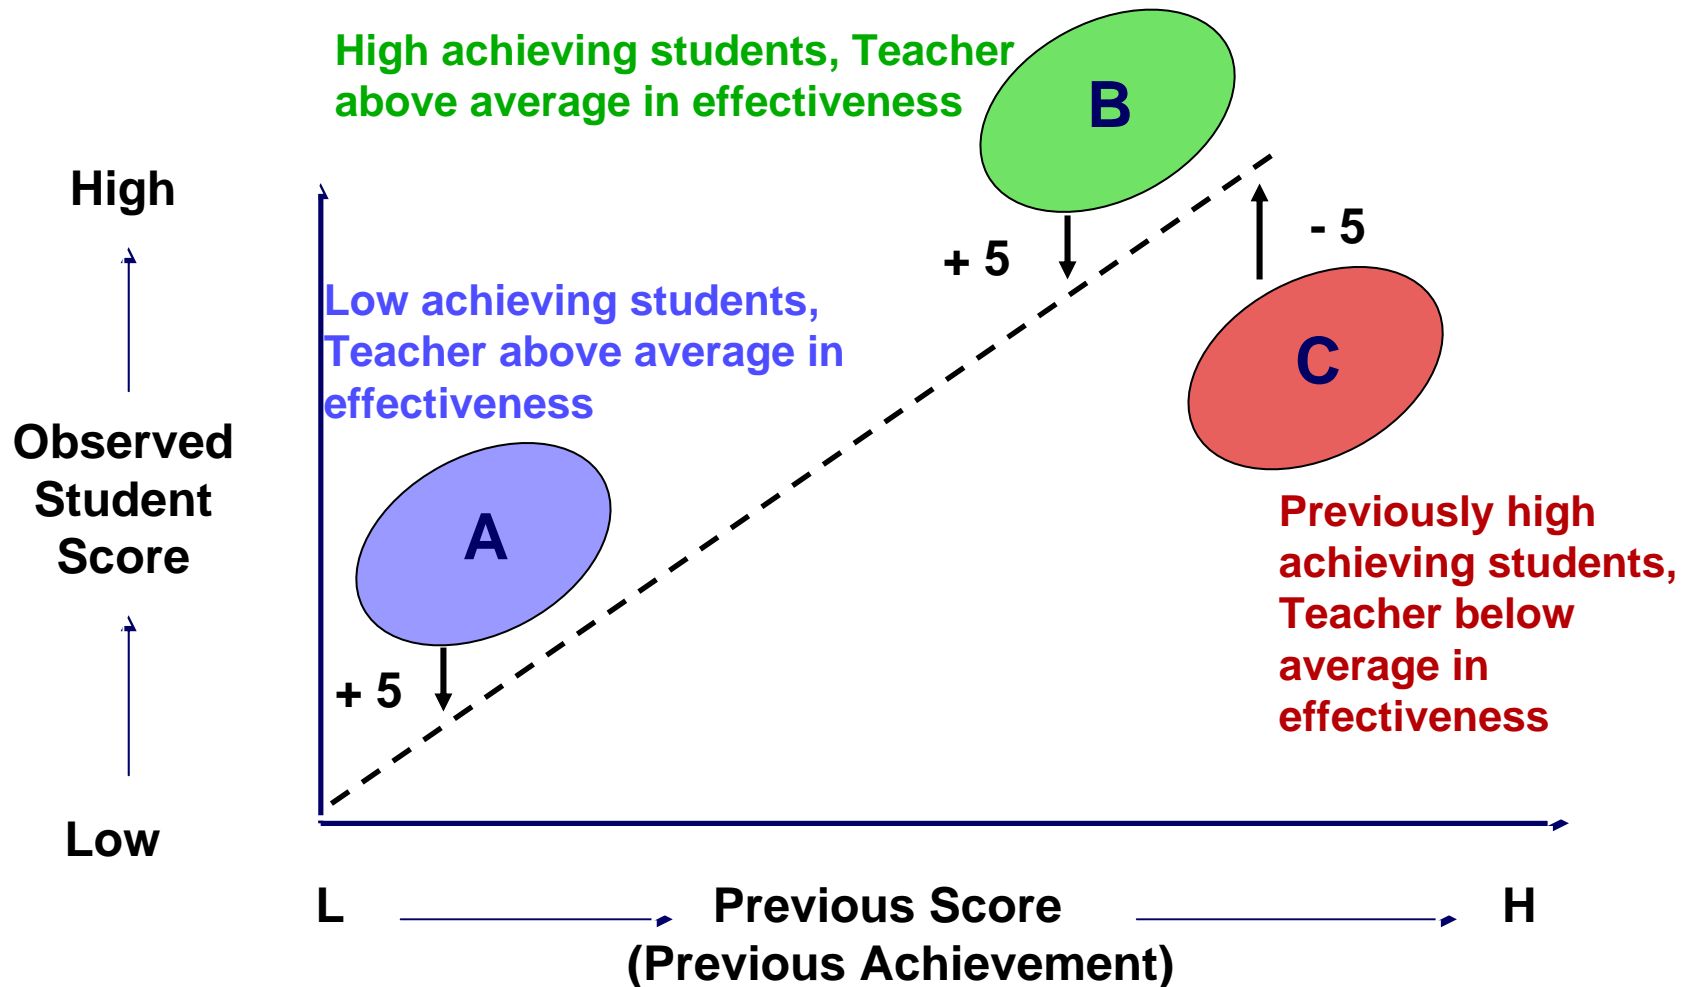 High achieving students, Teacher
above average in effectiveness
B
High
+ 5
- 5
Low achieving students,
Teacher above average in
effectiveness
C
Observed
Student
Score
A
Previously high
achieving students,
Teacher below
average in
effectiveness
+ 5
Low
L
Previous Score
(Previous Achievement)
H